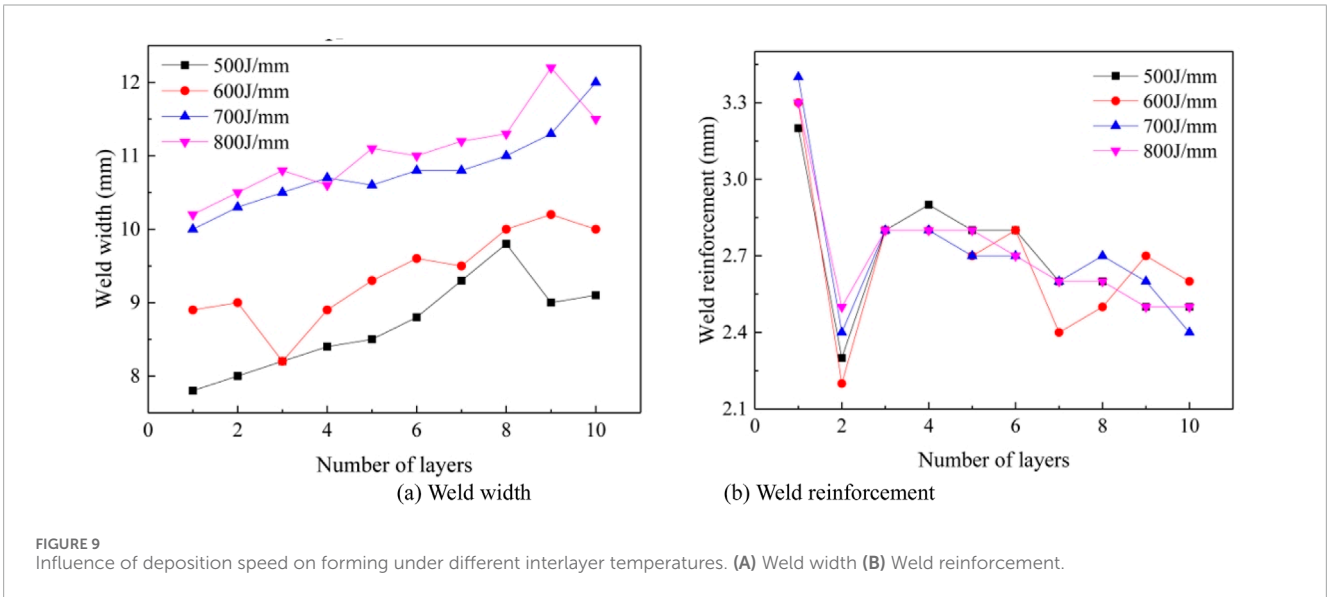 500J/mm
600J/mm
700J/mm
800J/mm
12
11
10
9
8
Weld width (mm)
0 2 4 6 8 10
Number of layers
(a) Weld width
500J/mm
600J/mm
700J/mm
800J/mm
3.3
3.0
2.7
2.4
2.1
Weld reinforcement (mm)
0 2 4 6 8 10
Number of layers
(b) Weld reinforcement
FIGURE 9
Influence of deposition speed on forming under different interlayer temperatures. (A) Weld width (B) Weld reinforcement.